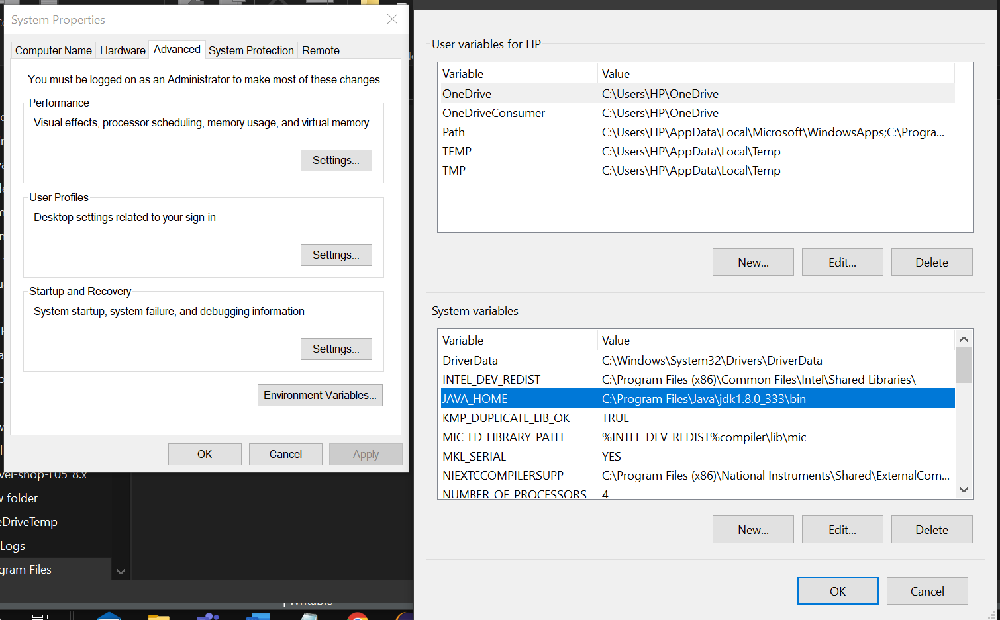 System Properties
Computer Name Hardware Advanced System Protection Remote
You must be logged on as an Administrator to make most of these changes.
Performance
Visual effects, processor scheduling, memory usage, and virtual memory
Settings...
User Profiles
Desktop settings related to your sign-in
Settings...
Startup and Recovery
System startup, system failure, and debugging information
Settings...
Environment Variables...
OK Cancel Apply
vel-shop-L05_8.x
w folder
eDriveTemp
Logs
gram Files
User variables for HP
Variable Value
OneDrive C:\Users\HP\OneDrive
OneDriveConsumer C:\Users\HP\OneDrive
Path C:\Users\HP\AppData\Local\Microsoft\WindowsApps;C:\Progra...
TEMP C:\Users\HP\AppData\Local\Temp
TMP C:\Users\HP\AppData\Local\Temp
New... Edit... Delete
System variables
Variable Value
DriverData C:\Windows\System32\Drivers\DriverData
INTEL_DEV_REDIST C:\Program Files (x86)\Common Files\Intel\Shared Libraries\
JAVA_HOME C:\Program Files\Java\jdk1.8.0_333\bin
KMP_DUPLICATE_LIB_OK TRUE
MIC_LD_LIBRARY_PATH %INTEL_DEV_REDIST%compiler\lib\mic
MKL_SERIAL YES
NIEXTCCOMPILERSUPP C:\Program Files (x86)\National Instruments\Shared\ExternalCom...
NUMBER_OF_PROCESSORS 4
New... Edit... Delete
OK Cancel